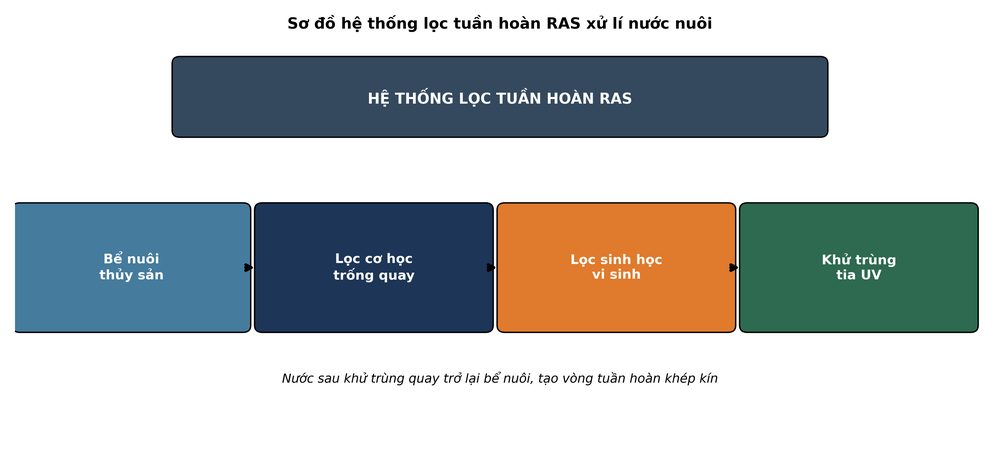 Sơ đồ hệ thống lọc tuần hoàn RAS xử lí nước nuôi
HỆ THỐNG LỌC TUẦN HOÀN RAS
Bể nuôi
thủy sản
Lọc cơ học
trống quay
Lọc sinh học
vi sinh
Khử trùng
tia UV
Nước sau khử trùng quay trở lại bể nuôi, tạo vòng tuần hoàn khép kín